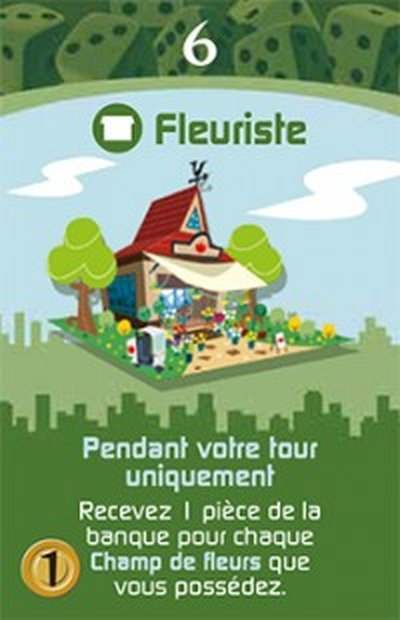 6
Fleuriste
Pendant votre tour
uniquement
Recevez 1 pièce de la
banque pour chaque
Champ de fleurs que
vous possédez.
1